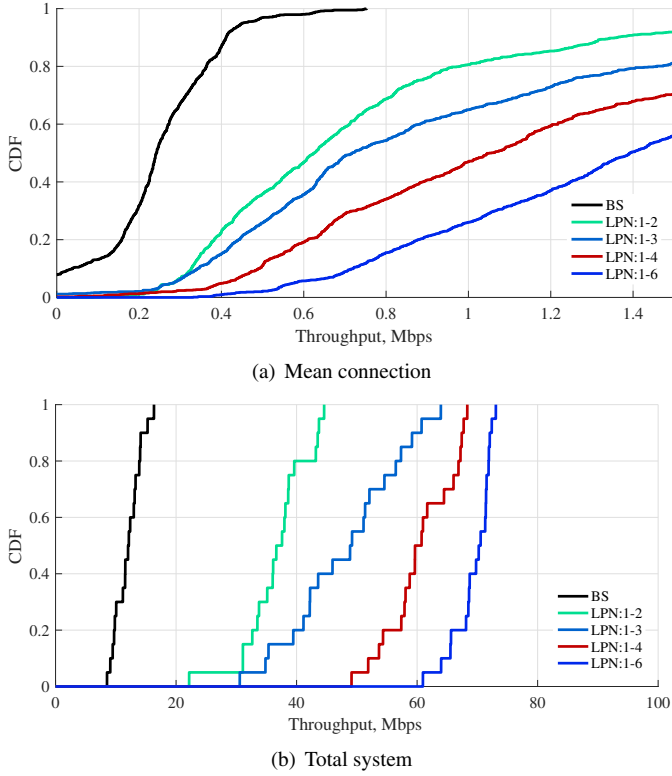 1
0.8
0.6
0.4
0.2
0
CDF
BS
LPN:1-2
LPN:1-3
LPN:1-4
LPN:1-6
0 0.2 0.4 0.6 0.8 1 1.2 1.4
Throughput, Mbps
(a) Mean connection
1
0.8
0.6
0.4
0.2
0
CDF
BS
LPN:1-2
LPN:1-3
LPN:1-4
LPN:1-6
0 20 40 60 80 100
Throughput, Mbps
(b) Total system